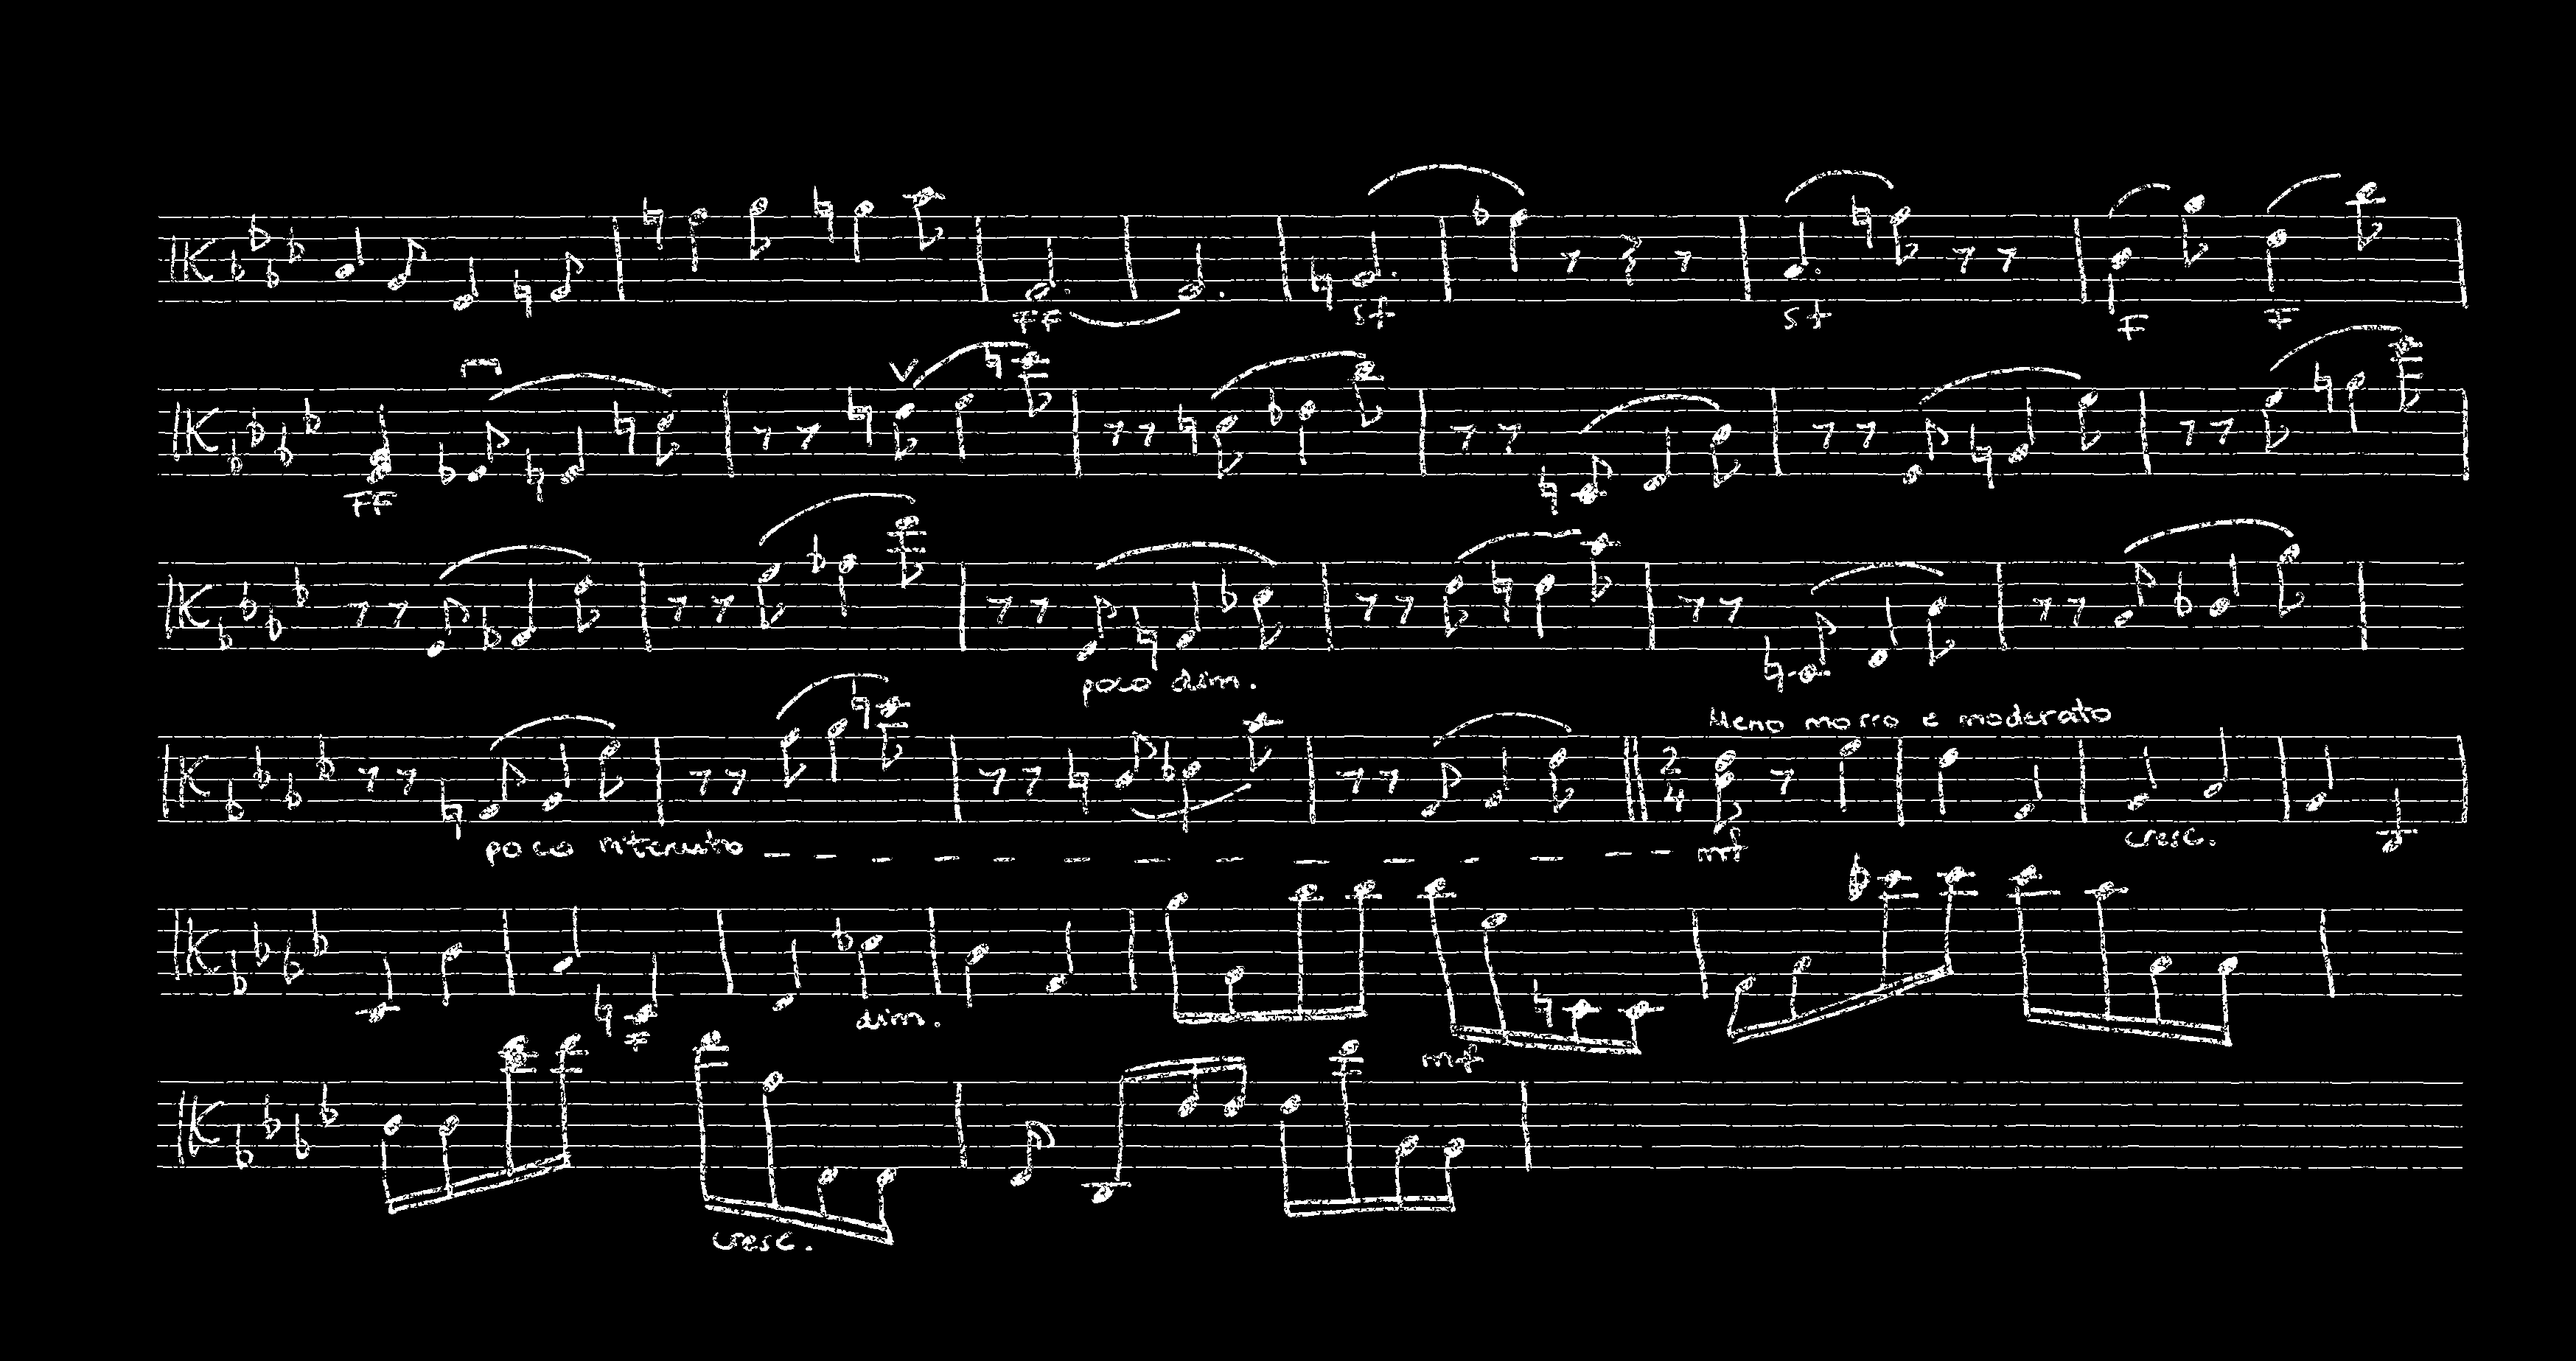 FF sf sf F F
FF
poco dim.
Meno mosso e moderato
2/4
poco ritenuto mf
cresc.
dim.
mf
cresc.